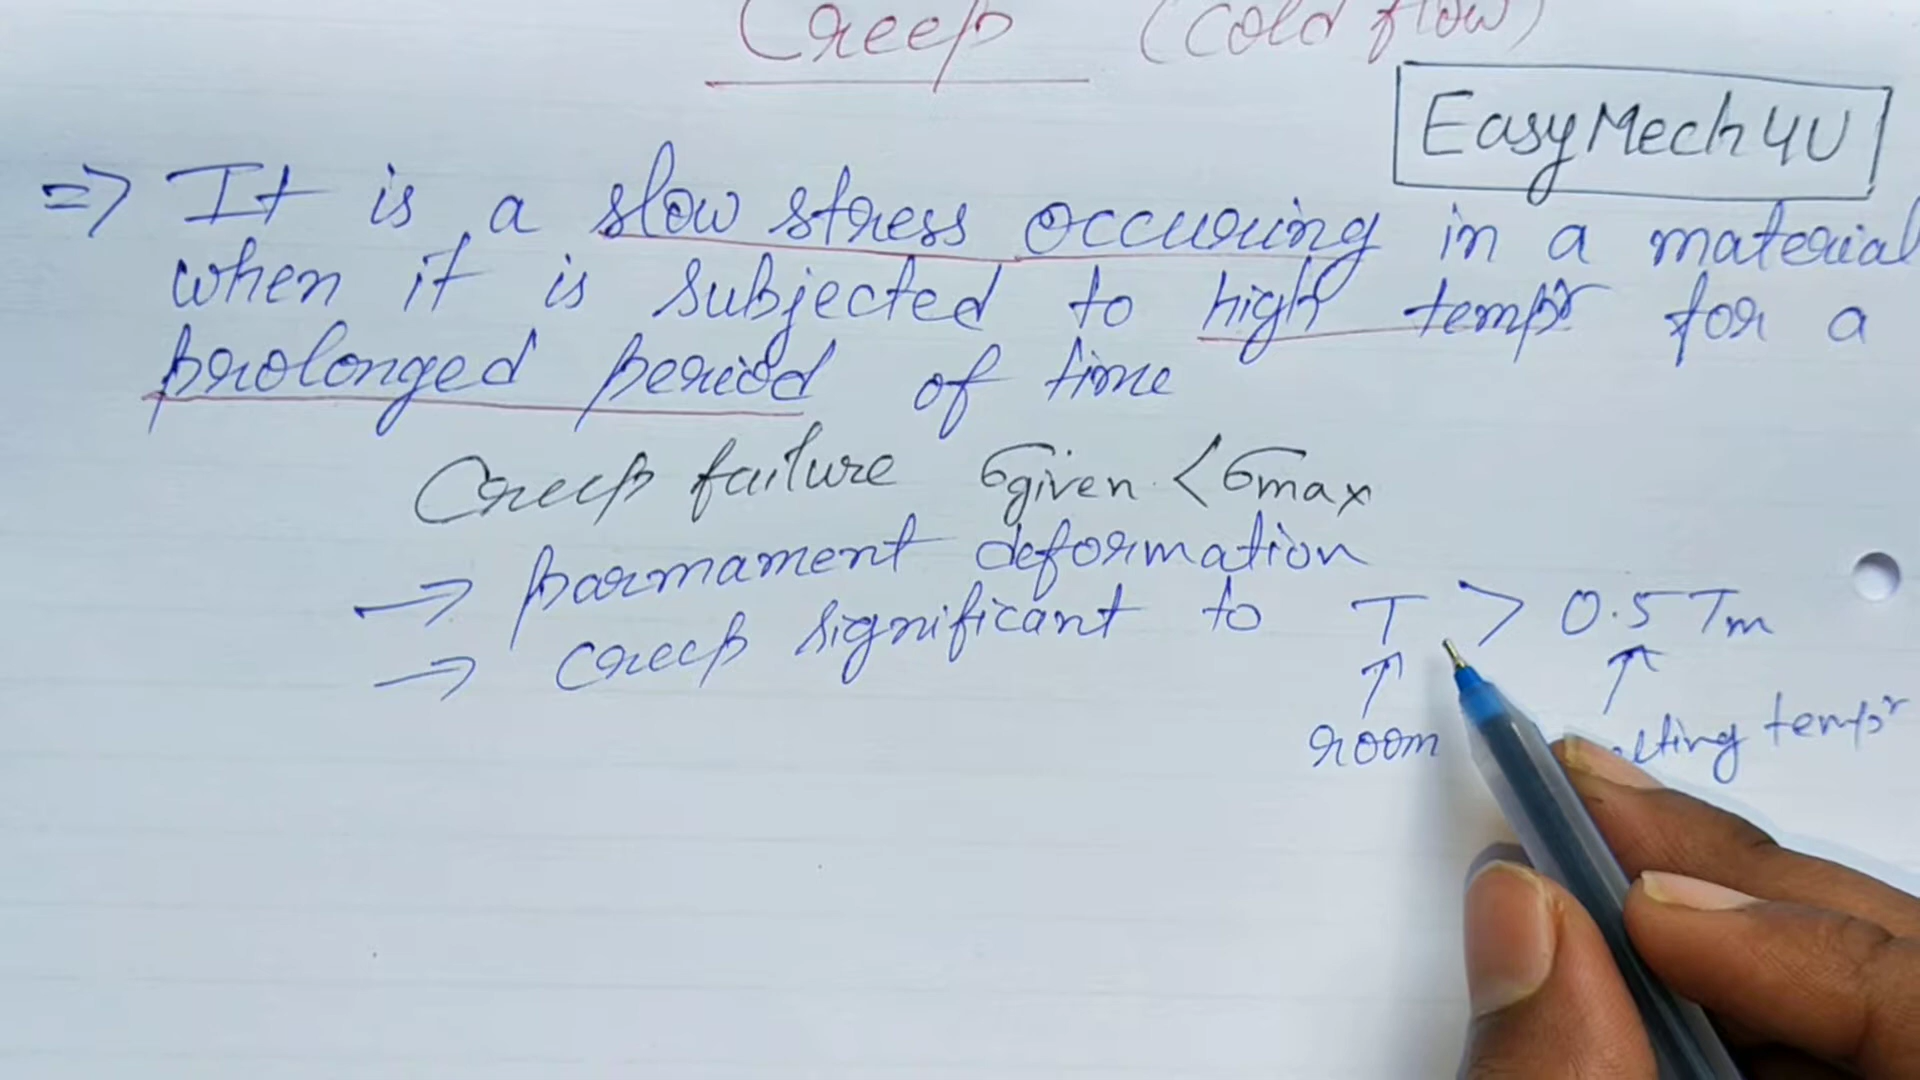 Creep (cold flow)
EasyMech4U
=> It is a slow stress occuring in a material
when it is subjected to high tempr for a
prolonged period of time
Creep failure σgiven < σmax
→ parmament deformation
→ creep significant to T > 0.5 Tm
↑ ↑
room elting tempr